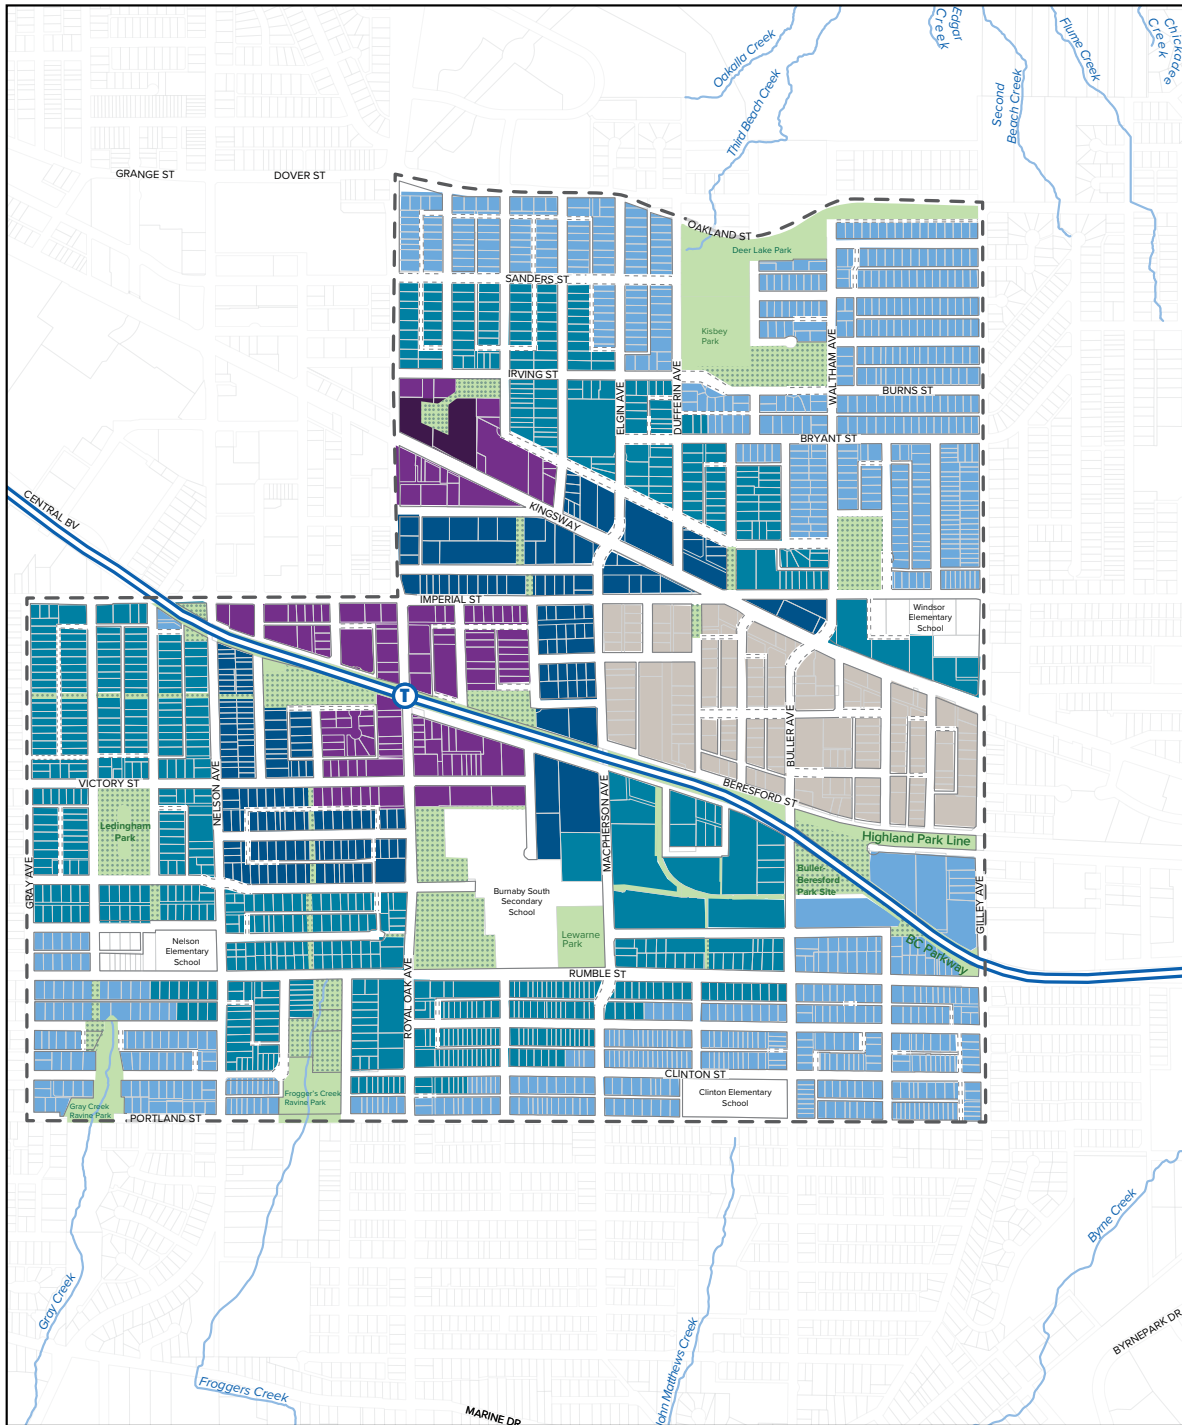 Oakalla Creek
Third Beach Creek
Edgar
Creek
Second
Beach Creek
Flume Creek
Chickadee
Creek
GRANGE ST
DOVER ST
OAKLAND ST
Deer Lake Park
SANDERS ST
Kisbey
Park
WALTHAM AVE
IRVING ST
DUFFERIN AVE
ELGIN AVE
BURNS ST
BRYANT ST
CENTRAL BV
KINGSWAY
IMPERIAL ST
Windsor
Elementary
School
T
BULLER AVE
VICTORY ST
NELSON AVE
BERESFORD ST
MACPHERSON AVE
Ledingham
Park
Highland Park Line
GRAY AVE
Buller-
Beresford
Park Site
GILLEY AVE
Burnaby South
Secondary
School
Nelson
Elementary
School
Lewarne
Park
BC Parkway
ROYAL OAK AVE
RUMBLE ST
CLINTON ST
Clinton Elementary
School
Gray Creek
Ravine Park
Frogger's Creek
Ravine Park
PORTLAND ST
Byrne Creek
Gray Creek
BYRNEPARK DR
Froggers Creek
John Matthews Creek
MARINE DR